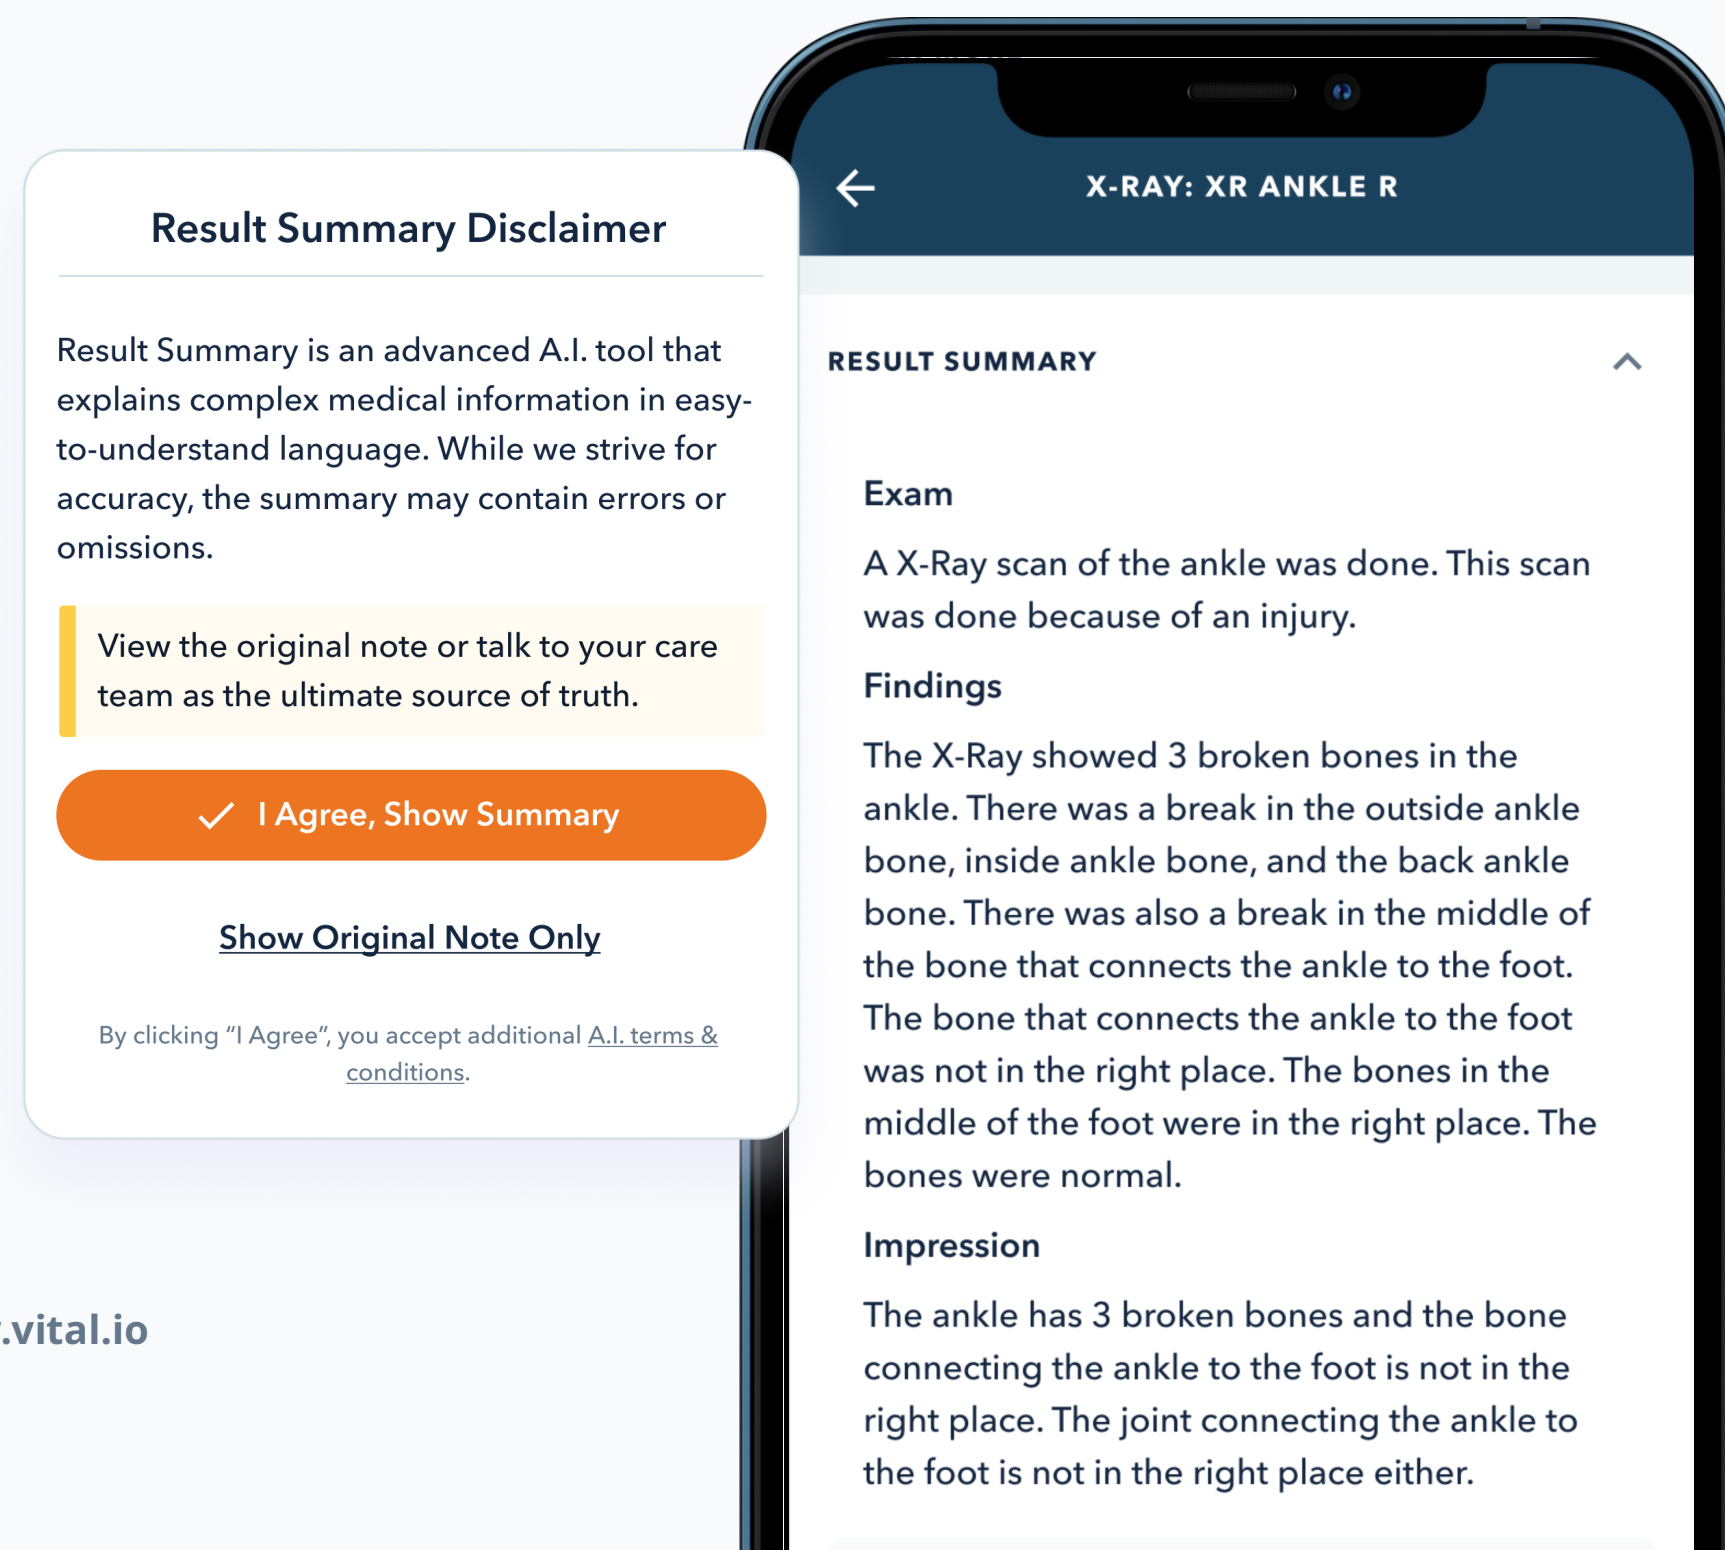 Result Summary Disclaimer
Result Summary is an advanced A.I. tool that
explains complex medical information in easy-
to-understand language. While we strive for
accuracy, the summary may contain errors or
omissions.
View the original note or talk to your care
team as the ultimate source of truth.
I Agree, Show Summary
Show Original Note Only
By clicking “I Agree”, you accept additional A.I. terms &
conditions.
.vital.io
X-RAY: XR ANKLE R
RESULT SUMMARY
Exam
A X-Ray scan of the ankle was done. This scan
was done because of an injury.
Findings
The X-Ray showed 3 broken bones in the
ankle. There was a break in the outside ankle
bone, inside ankle bone, and the back ankle
bone. There was also a break in the middle of
the bone that connects the ankle to the foot.
The bone that connects the ankle to the foot
was not in the right place. The bones in the
middle of the foot were in the right place. The
bones were normal.
Impression
The ankle has 3 broken bones and the bone
connecting the ankle to the foot is not in the
right place. The joint connecting the ankle to
the foot is not in the right place either.